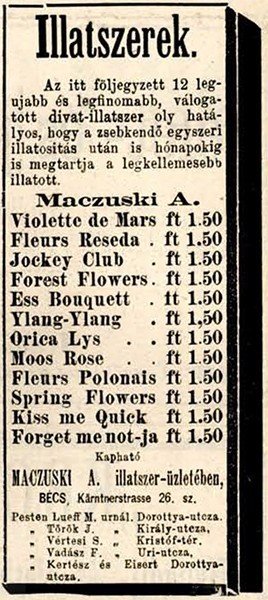 Illatszerek.
Az itt följegyzett 12 leg-
ujabb és legfinomabb, váloga-
tott divat-illatszer oly hatá-
lyos, hogy a zsebkendő egyszeri
illatositás után is hónapokig
is megtartja a legkellemesebb
illatott.
Maczuski A.
Violette de Mars ft 1.50
Fleurs Reseda . ft 1.50
Jockey Club . ft 1.50
Forest Flowers . ft 1.50
Ess Bouquett . ft 1.50
Ylang-Ylang . ft 1,50
Orica Lys . . ft 1.50
Moos Rose . . ft 1.50
Fleurs Polonais ft 1.50
Spring Flowers ft 1.50
Kiss me Quick . ft 1.50
Forget me not-ja ft 1.50
Kapható
MACZUSKI A. illatszer-üzletében,
BÉCS, Kärntnerstrasse 26. sz.
Pesten Lueff M. urnál. Dorottya-utcza.
„ Török J. „ Király-utcza,
„ Vértesi S. „ Kristóf-tér.
„ Vadász F. „ Uri-utcza,
„ Kertész és Eisert Dorottya-
utcza.